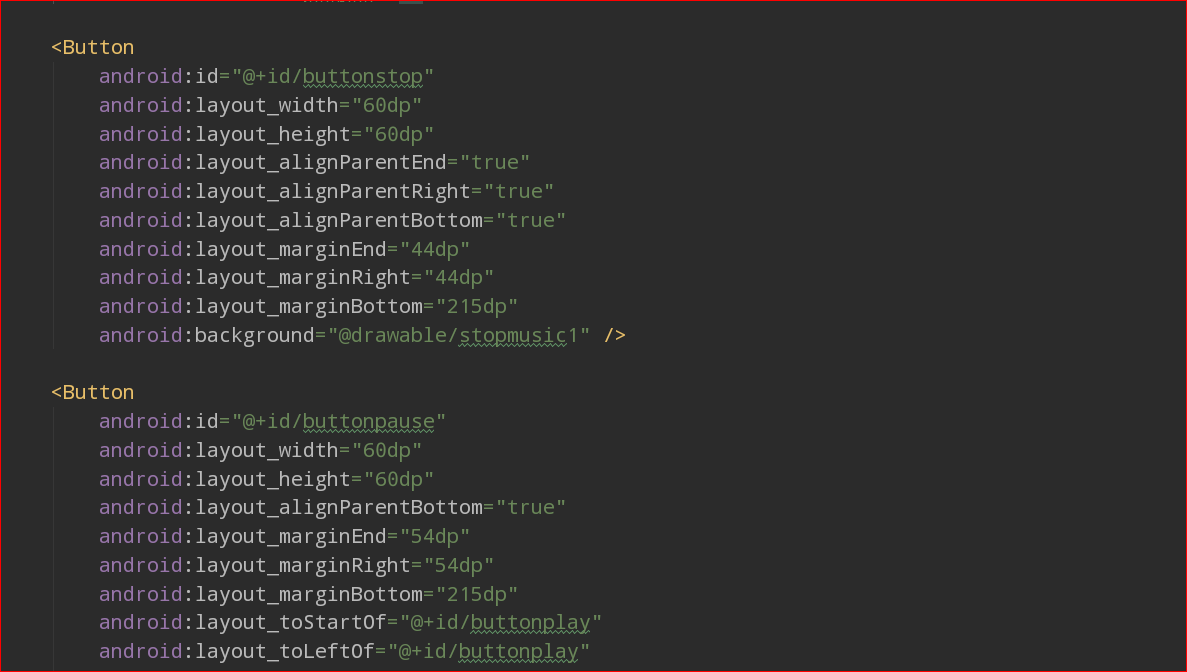 <Button
android:id="@+id/buttonstop"
android:layout_width="60dp"
android:layout_height="60dp"
android:layout_alignParentEnd="true"
android:layout_alignParentRight="true"
android:layout_alignParentBottom="true"
android:layout_marginEnd="44dp"
android:layout_marginRight="44dp"
android:layout_marginBottom="215dp"
android:background="@drawable/stopmusic1" />
<Button
android:id="@+id/buttonpause"
android:layout_width="60dp"
android:layout_height="60dp"
android:layout_alignParentBottom="true"
android:layout_marginEnd="54dp"
android:layout_marginRight="54dp"
android:layout_marginBottom="215dp"
android:layout_toStartOf="@+id/buttonplay"
android:layout_toLeftOf="@+id/buttonplay"